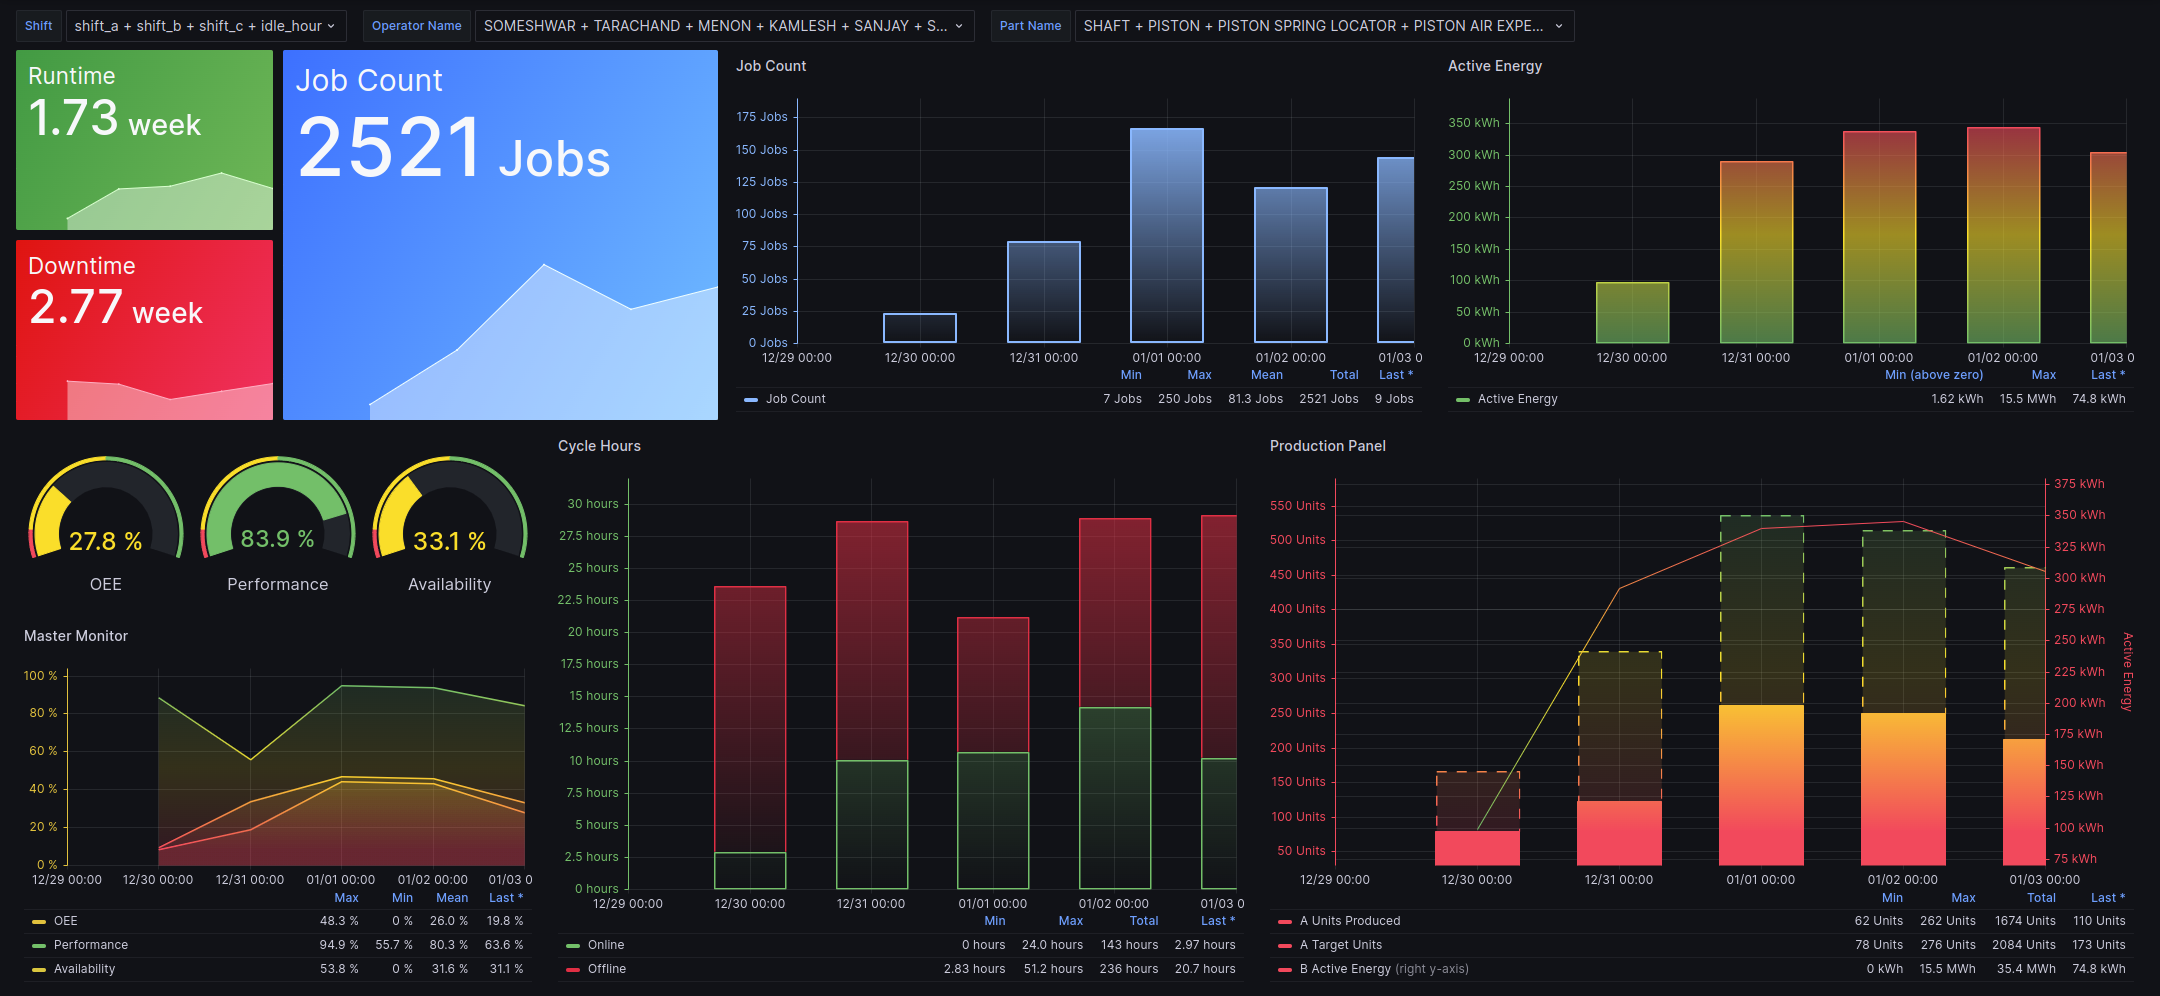 Shift shift_a + shift_b + shift_c + idle_hour Operator Name SOMESHWAR + TARACHAND + MENON + KAMLESH + SANJAY + S... Part Name SHAFT + PISTON + PISTON SPRING LOCATOR + PISTON AIR EXPE...
Runtime
1.73 week
Downtime
2.77 week
Job Count
2521 Jobs
Job Count
175 Jobs
150 Jobs
125 Jobs
100 Jobs
75 Jobs
50 Jobs
25 Jobs
0 Jobs
12/29 00:00 12/30 00:00 12/31 00:00 01/01 00:00 01/02 00:00 01/03 0
Min Max Mean Total Last *
Job Count 7 Jobs 250 Jobs 81.3 Jobs 2521 Jobs 9 Jobs
Active Energy
350 kWh
300 kWh
250 kWh
200 kWh
150 kWh
100 kWh
50 kWh
0 kWh
12/29 00:00 12/30 00:00 12/31 00:00 01/01 00:00 01/02 00:00 01/03 0
Min (above zero) Max Last *
Active Energy 1.62 kWh 15.5 MWh 74.8 kWh
27.8 % 83.9 % 33.1 %
OEE Performance Availability
Master Monitor
100 %
80 %
60 %
40 %
20 %
0 %
12/29 00:00 12/30 00:00 12/31 00:00 01/01 00:00 01/02 00:00 01/03 0
Max Min Mean Last *
OEE 48.3 % 0 % 26.0 % 19.8 %
Performance 94.9 % 55.7 % 80.3 % 63.6 %
Availability 53.8 % 0 % 31.6 % 31.1 %
Cycle Hours
30 hours
27.5 hours
25 hours
22.5 hours
20 hours
17.5 hours
15 hours
12.5 hours
10 hours
7.5 hours
5 hours
2.5 hours
0 hours
12/29 00:00 12/30 00:00 12/31 00:00 01/01 00:00 01/02 00:00 01/03 0
Min Max Total Last *
Online 0 hours 24.0 hours 143 hours 2.97 hours
Offline 2.83 hours 51.2 hours 236 hours 20.7 hours
Production Panel
550 Units
500 Units
450 Units
400 Units
350 Units
300 Units
250 Units
200 Units
150 Units
100 Units
50 Units
375 kWh
350 kWh
325 kWh
300 kWh
275 kWh
250 kWh
225 kWh
200 kWh
175 kWh
150 kWh
125 kWh
100 kWh
75 kWh
Active Energy
12/29 00:00 12/30 00:00 12/31 00:00 01/01 00:00 01/02 00:00 01/03 00:00
Min Max Total Last *
A Units Produced 62 Units 262 Units 1674 Units 110 Units
A Target Units 78 Units 276 Units 2084 Units 173 Units
B Active Energy (right y-axis) 0 kWh 15.5 MWh 35.4 MWh 74.8 kWh